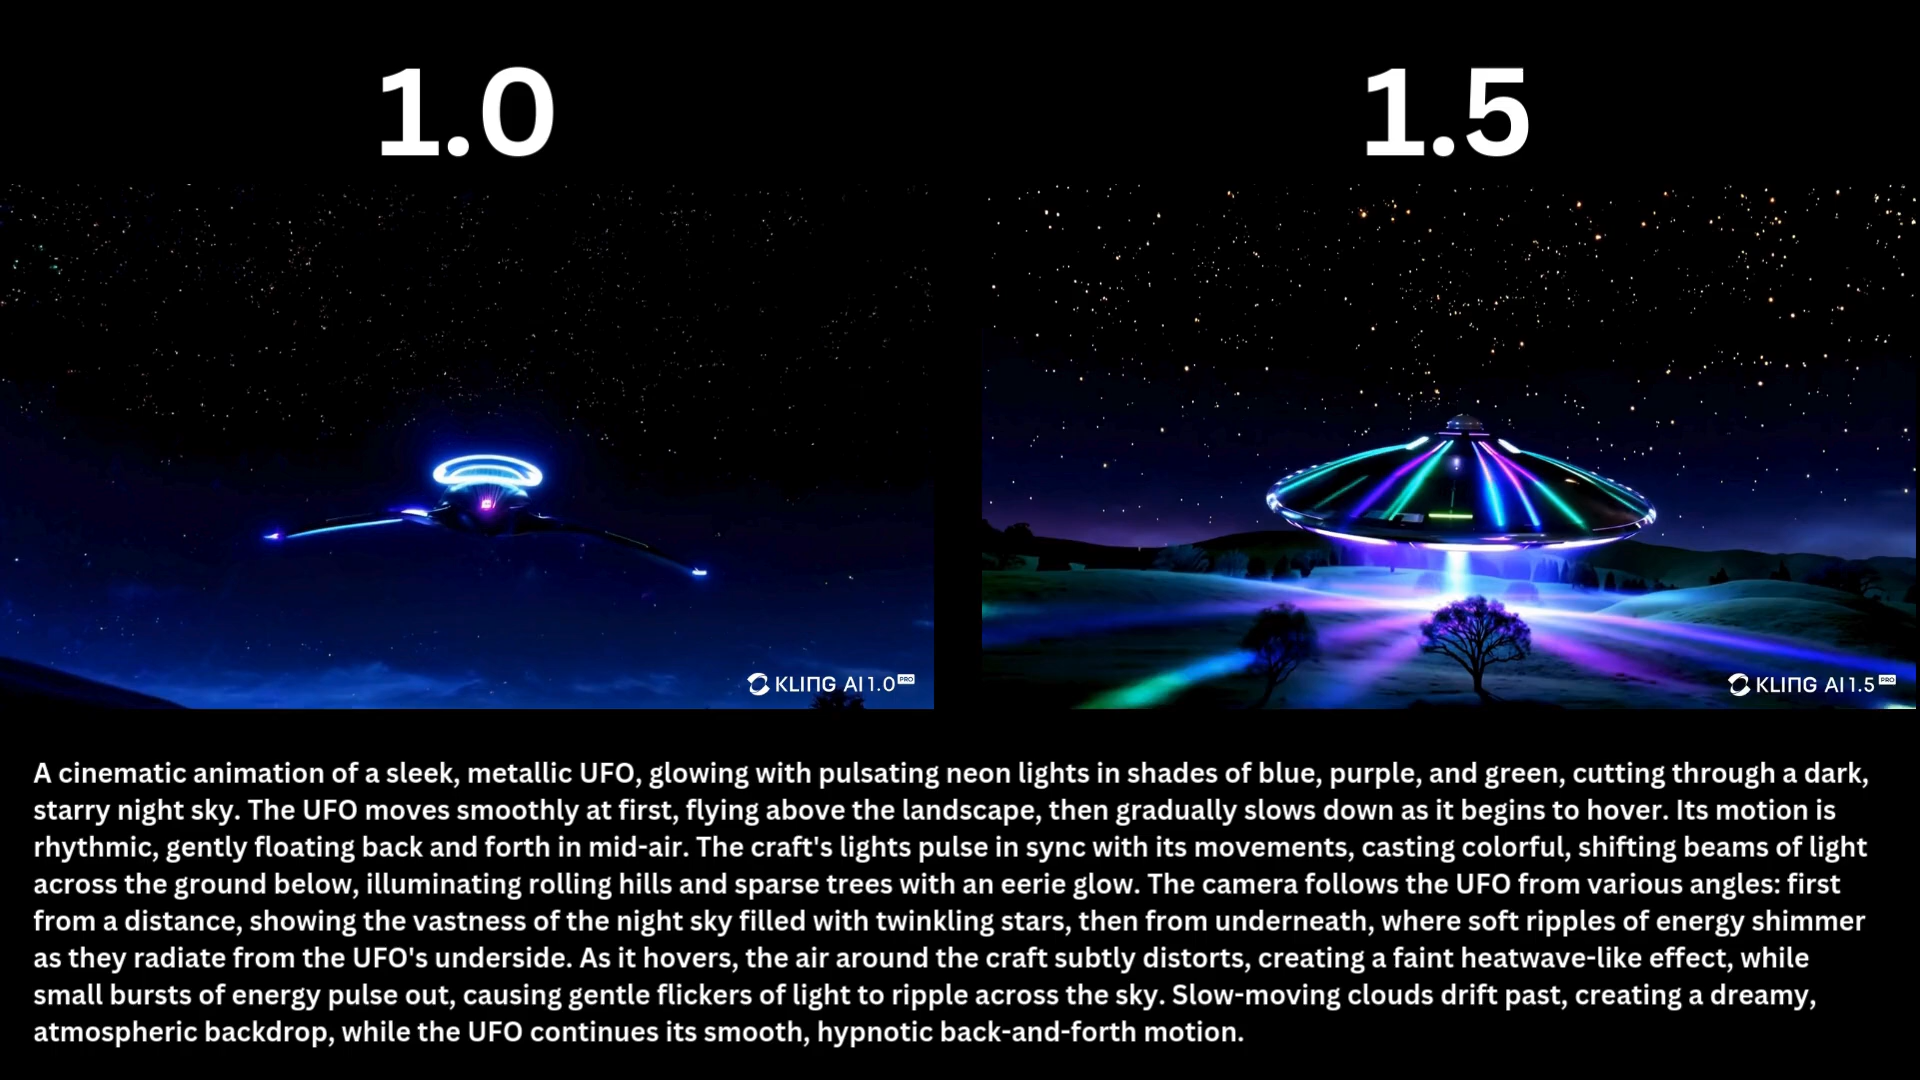 1.0
1.5
KLING AI 1.0 PRO
KLING AI 1.5 PRO
A cinematic animation of a sleek, metallic UFO, glowing with pulsating neon lights in shades of blue, purple, and green, cutting through a dark,
starry night sky. The UFO moves smoothly at first, flying above the landscape, then gradually slows down as it begins to hover. Its motion is
rhythmic, gently floating back and forth in mid-air. The craft's lights pulse in sync with its movements, casting colorful, shifting beams of light
across the ground below, illuminating rolling hills and sparse trees with an eerie glow. The camera follows the UFO from various angles: first
from a distance, showing the vastness of the night sky filled with twinkling stars, then from underneath, where soft ripples of energy shimmer
as they radiate from the UFO's underside. As it hovers, the air around the craft subtly distorts, creating a faint heatwave-like effect, while
small bursts of energy pulse out, causing gentle flickers of light to ripple across the sky. Slow-moving clouds drift past, creating a dreamy,
atmospheric backdrop, while the UFO continues its smooth, hypnotic back-and-forth motion.